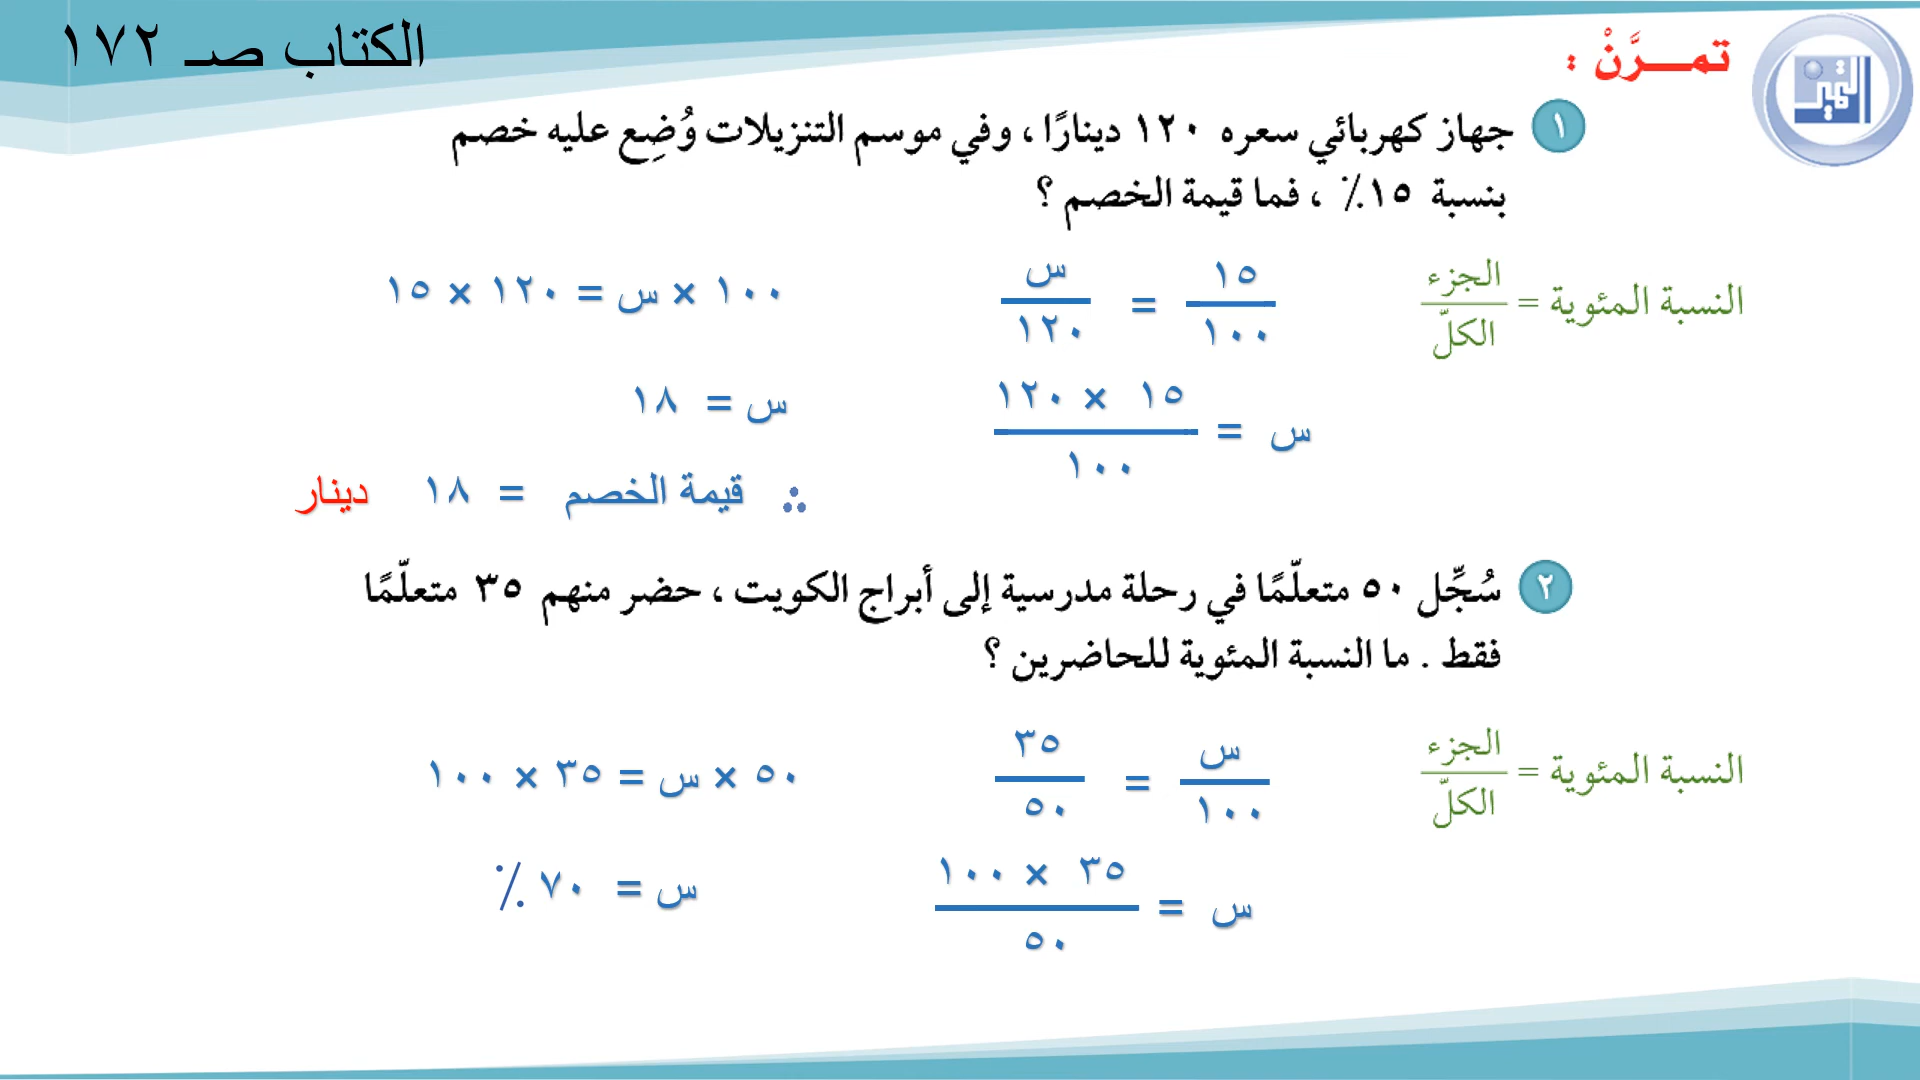 الكتاب صـ ١٧٢
تمـــرَّنْ :
التميز
١ جهاز كهربائي سعره ١٢٠ دينارًا ، وفي موسم التنزيلات وُضِع عليه خصم
بنسبة ١٥٪ ، فما قيمة الخصم ؟
النسبة المئوية = الجزء / الكلّ
١٥ / ١٠٠ = س / ١٢٠
١٠٠ × س = ١٢٠ × ١٥
س = ١٥ × ١٢٠ / ١٠٠
س = ١٨
∴ قيمة الخصم = ١٨ دينار
٢ سُجِّل ٥٠ متعلّمًا في رحلة مدرسية إلى أبراج الكويت ، حضر منهم ٣٥ متعلّمًا
فقط . ما النسبة المئوية للحاضرين ؟
النسبة المئوية = الجزء / الكلّ
س / ١٠٠ = ٣٥ / ٥٠
٥٠ × س = ٣٥ × ١٠٠
س = ٣٥ × ١٠٠ / ٥٠
س = ٧٠ ٪